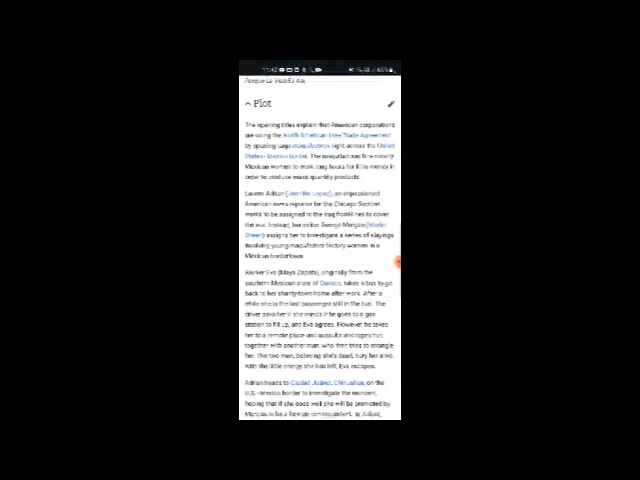 11:42
65%
Plot
The opening titles explain that American corporations
are using the North American Free Trade Agreement
by opening large maquiladoras right across the United
States–Mexico border. The maquiladoras hire mostly
Mexican women to work long hours for little money in
order to produce mass quantity products.
Lauren Adrian (Jennifer Lopez), an impassioned
American news reporter for the Chicago Sentinel
wants to be assigned to the Iraq front-lines to cover
the war. Instead, her editor George Morgan (Martin
Sheen) assigns her to investigate a series of slayings
involving young maquiladora factory women in a
Mexican bordertown.
Worker Eva (Maya Zapata), originally from the
southern Mexican state of Oaxaca, takes a bus to go
back to her shanty-town home after work. After a
while she is the last passenger still in the bus. The
driver asks her if she minds if he goes to a gas
station to fill up, and Eva agrees. However, he takes
her to a remote place and assaults and rapes her,
together with another man, who then tries to strangle
her. The two men, believing she's dead, bury her alive.
With the little energy she has left, Eva escapes.
Adrian heads to Ciudad Juárez, Chihuahua, on the
U.S.–Mexico border to investigate the murders,
hoping that if she does well she will be promoted by
Morgan to be a foreign correspondent. In Juárez,